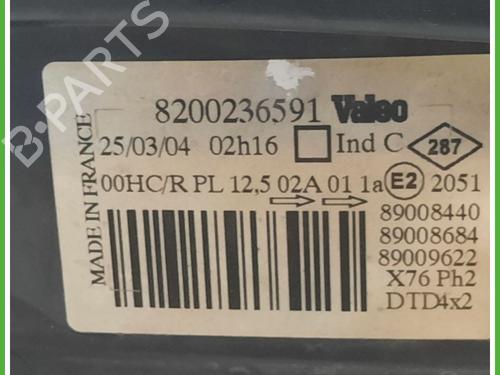 8200236591 Valeo
25/03/04 02h16 Ind C 287
00HC/R PL 12,5 02A 01 1a E2 2051
89008440
89008684
89009622
X76 Ph2
DTD4x2
MADE IN FRANCE